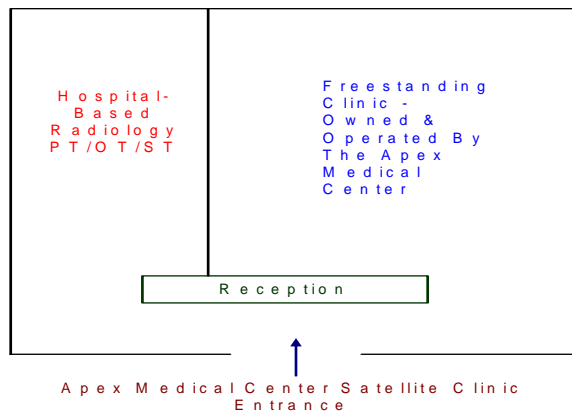 Hospital-
Based
Radiology
PT/OT/ST
Freestanding
Clinic -
Owned &
Operated By
The Apex
Medical
Center
Reception
Apex Medical Center Satellite Clinic
Entrance